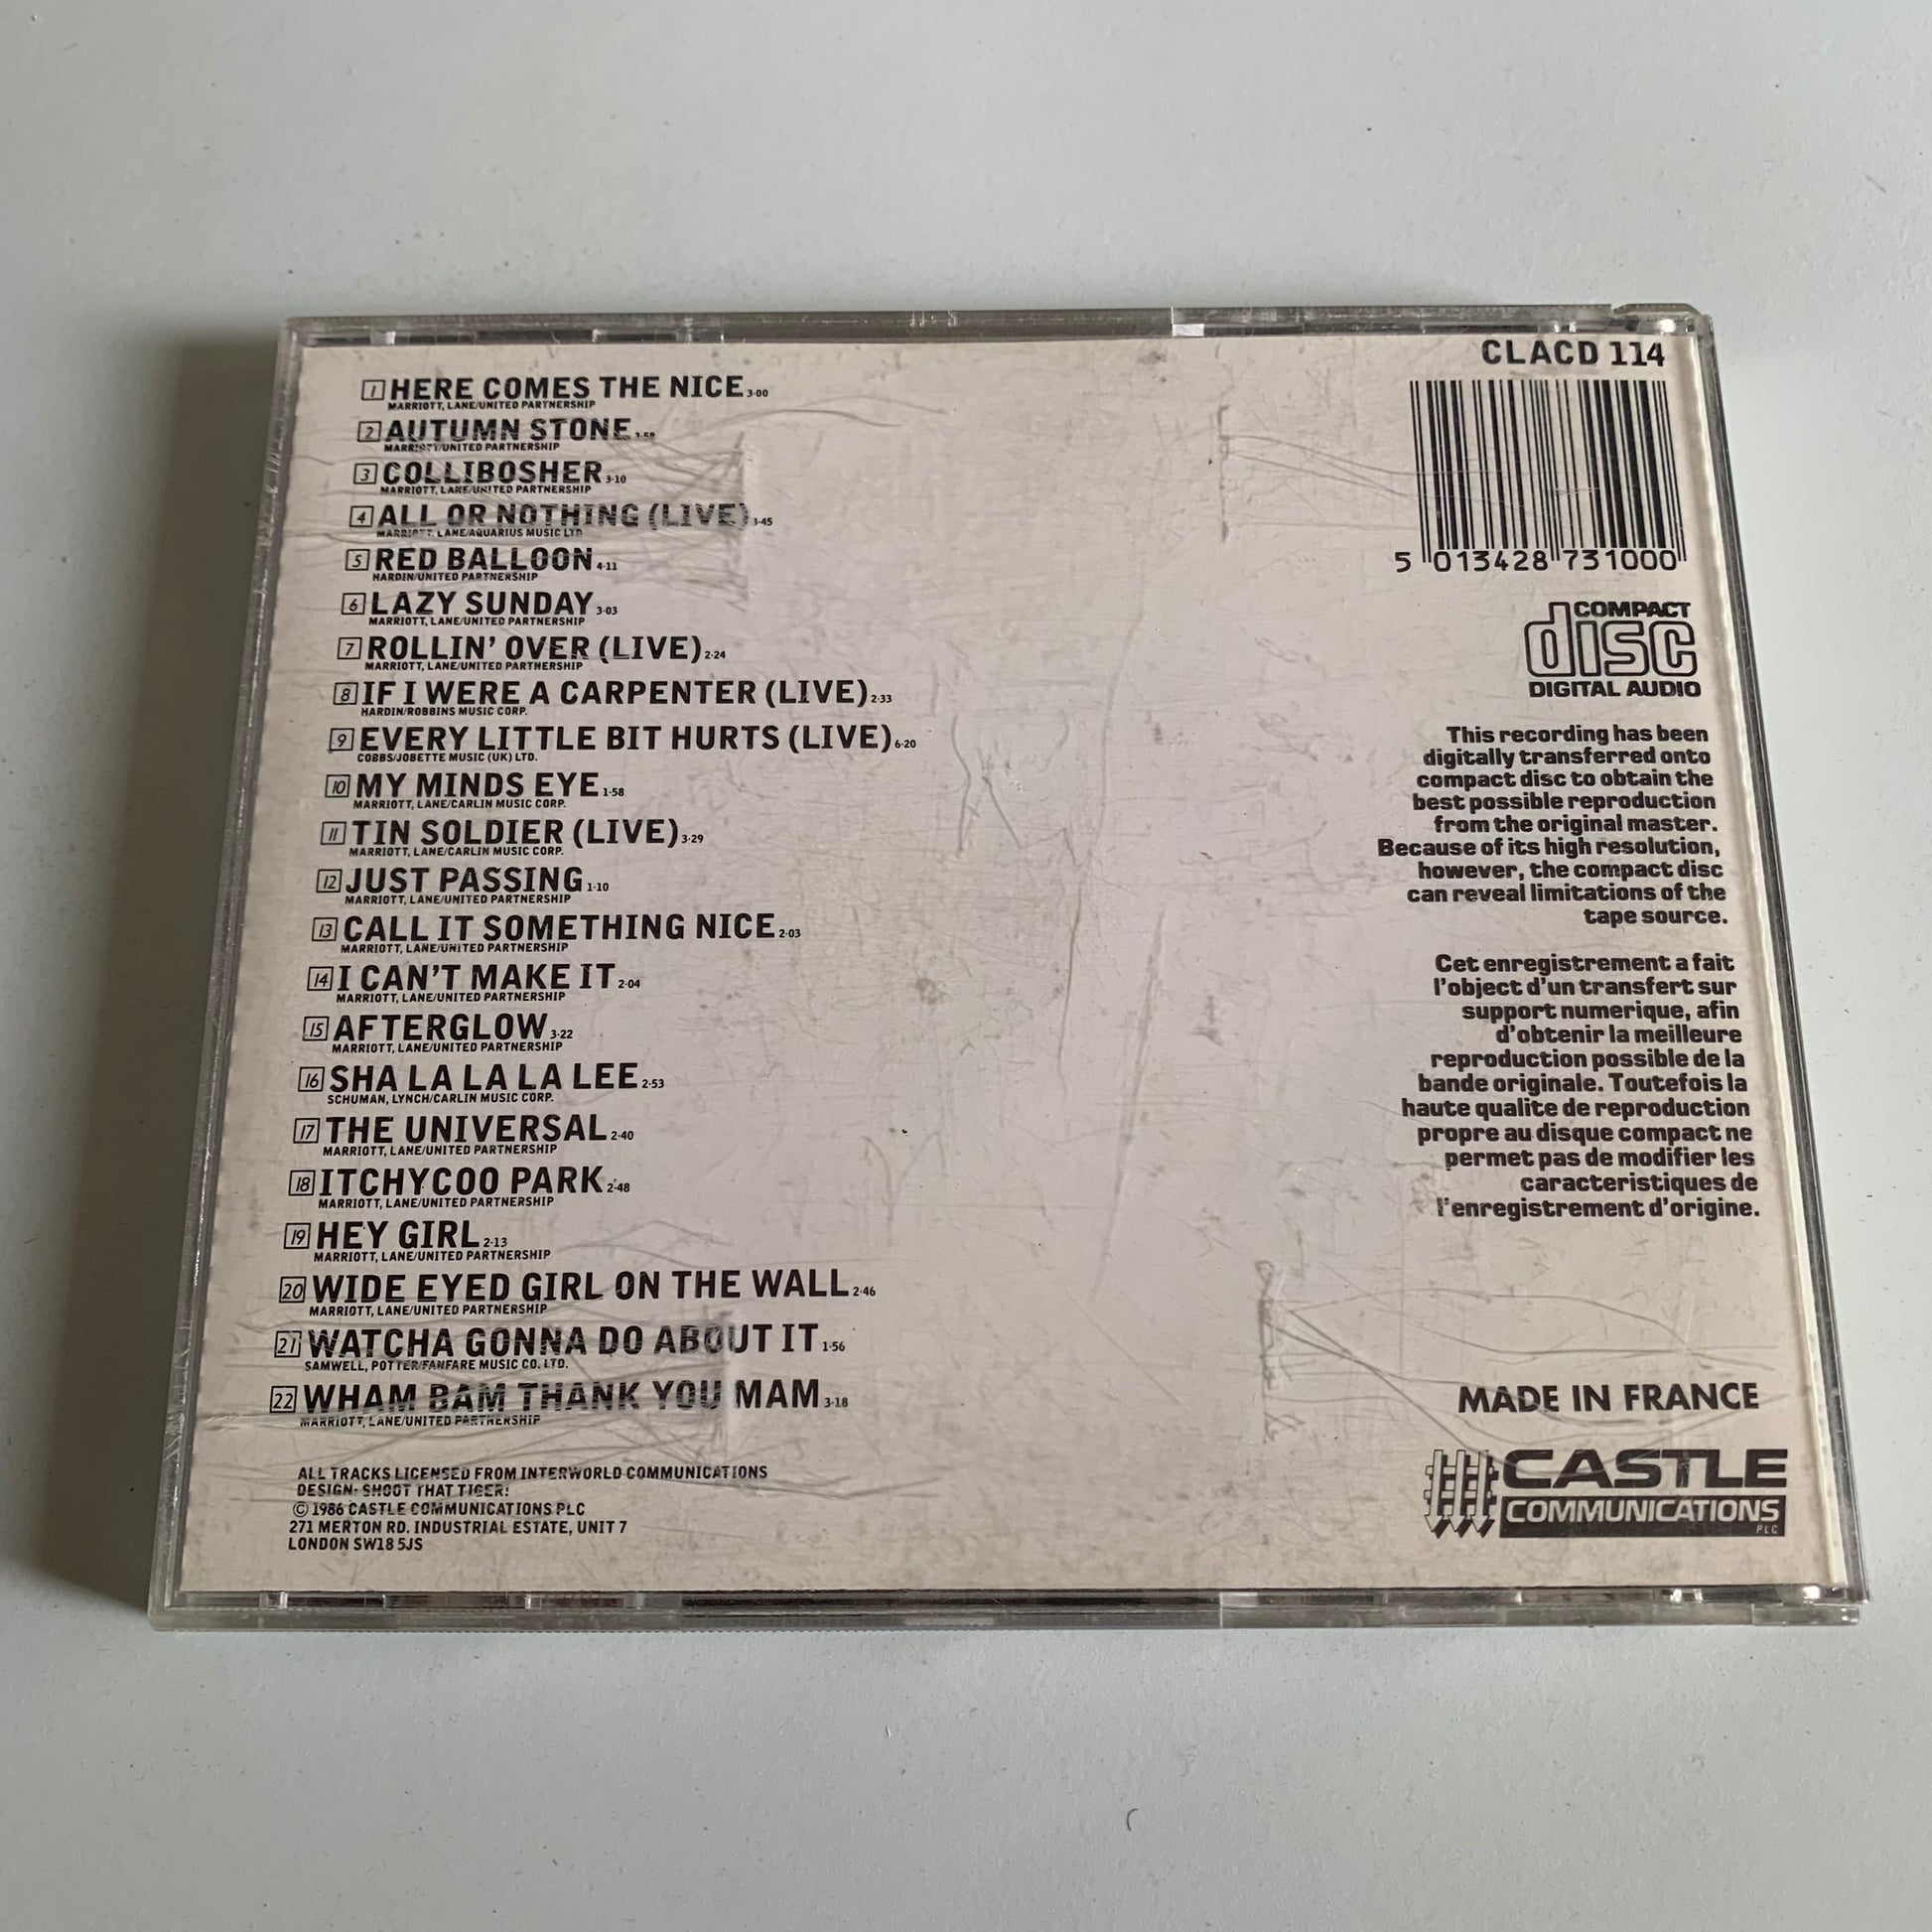 1 HERE COMES THE NICE 3·00
MARRIOTT, LANE/UNITED PARTNERSHIP
2 AUTUMN STONE
MARRIOTT/UNITED PARTNERSHIP
3 COLLIBOSHER 3·10
MARRIOTT, LANE/UNITED PARTNERSHIP
4 ALL OR NOTHING (LIVE) 3·45
MARRIOTT, LANE/AQUARIUS MUSIC LTD
5 RED BALLOON 4·11
HARDIN/UNITED PARTNERSHIP
6 LAZY SUNDAY 3·03
MARRIOTT, LANE/UNITED PARTNERSHIP
7 ROLLIN' OVER (LIVE) 2·24
MARRIOTT, LANE/UNITED PARTNERSHIP
8 IF I WERE A CARPENTER (LIVE) 2·33
HARDIN/ROBBINS MUSIC CORP.
9 EVERY LITTLE BIT HURTS (LIVE) 6·20
COBBS/JOBETTE MUSIC (UK) LTD.
10 MY MINDS EYE 1·58
MARRIOTT, LANE/CARLIN MUSIC CORP.
11 TIN SOLDIER (LIVE) 3·29
MARRIOTT, LANE/CARLIN MUSIC CORP.
12 JUST PASSING 1·10
MARRIOTT, LANE/UNITED PARTNERSHIP
13 CALL IT SOMETHING NICE 2·03
MARRIOTT, LANE/UNITED PARTNERSHIP
14 I CAN'T MAKE IT 2·04
MARRIOTT, LANE/UNITED PARTNERSHIP
15 AFTERGLOW 3·22
MARRIOTT, LANE/UNITED PARTNERSHIP
16 SHA LA LA LA LEE 2·53
SCHUMAN, LYNCH/CARLIN MUSIC CORP.
17 THE UNIVERSAL 2·40
MARRIOTT, LANE/UNITED PARTNERSHIP
18 ITCHYCOO PARK 2·48
MARRIOTT, LANE/UNITED PARTNERSHIP
19 HEY GIRL 2·13
MARRIOTT, LANE/UNITED PARTNERSHIP
20 WIDE EYED GIRL ON THE WALL 2·46
MARRIOTT, LANE/UNITED PARTNERSHIP
21 WATCHA GONNA DO ABOUT IT 1·56
SAMWELL, POTTER/FANFARE MUSIC CO. LTD.
22 WHAM BAM THANK YOU MAM 3·18
MARRIOTT, LANE/UNITED PARTNERSHIP
ALL TRACKS LICENSED FROM INTERWORLD COMMUNICATIONS
DESIGN: SHOOT THAT TIGER!
© 1986 CASTLE COMMUNICATIONS PLC
271 MERTON RD. INDUSTRIAL ESTATE, UNIT 7
LONDON SW18 5JS
CLACD 114
5 013428 731000
COMPACT
disc
DIGITAL AUDIO
This recording has been
digitally transferred onto
compact disc to obtain the
best possible reproduction
from the original master.
Because of its high resolution,
however, the compact disc
can reveal limitations of the
tape source.
Cet enregistrement a fait
l'object d'un transfert sur
support numerique, afin
d'obtenir la meilleure
reproduction possible de la
bande originale. Toutefois la
haute qualite de reproduction
propre au disque compact ne
permet pas de modifier les
caracteristiques de
l'enregistrement d'origine.
MADE IN FRANCE
CASTLE
COMMUNICATIONS
PLC